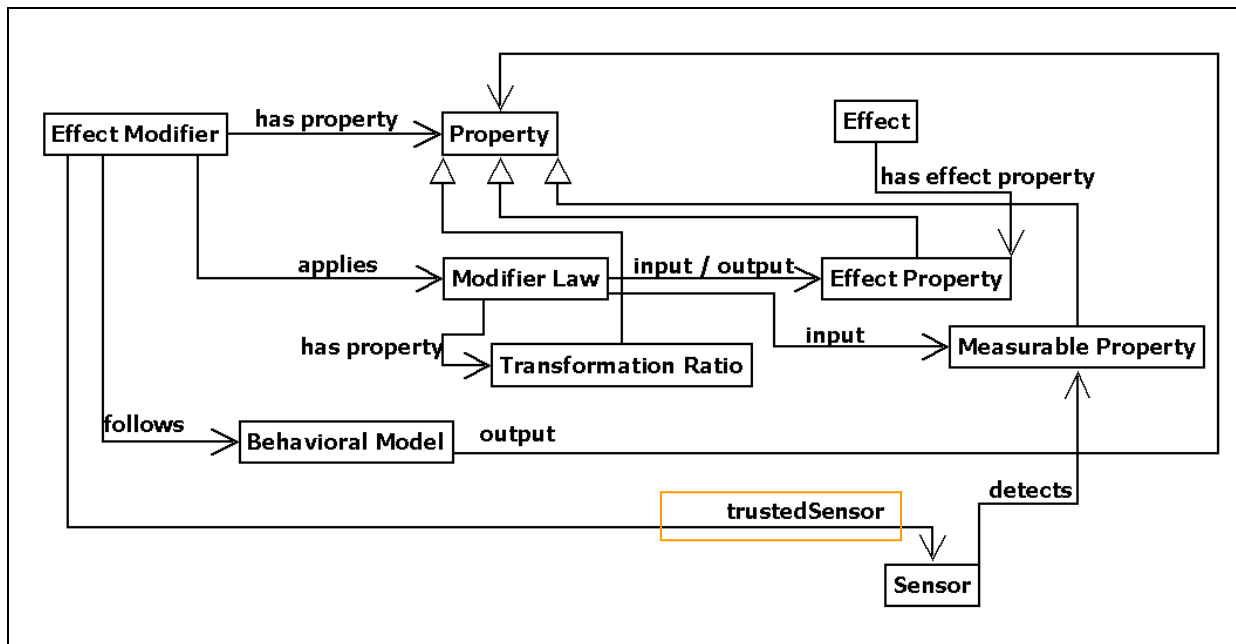 has property
Effect
Effect Modifier
Property
has effect property
applies
Modifier Law
input / output
Effect Property
has property
input
Measurable Property
Transformation Ratio
follows
Behavioral Model
output
detects
trustedSensor
Sensor